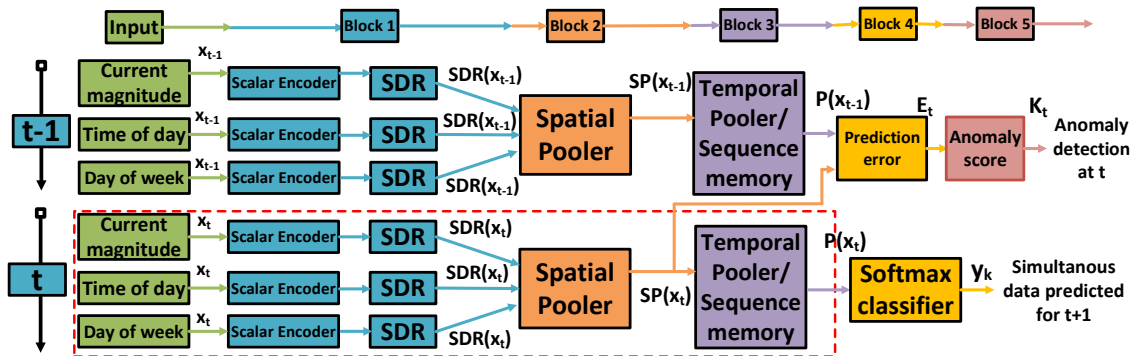 Input
Block 1
Block 2
Block 3
Block 4
Block 5
t-1
Current
magnitude
xt-1
Scalar Encoder
SDR
SDR(xt-1)
Time of day
xt-1
Scalar Encoder
SDR
SDR(xt-1)
Day of week
xt-1
Scalar Encoder
SDR
SDR(xt-1)
Spatial
Pooler
SP(xt-1)
Temporal
Pooler/
Sequence
memory
P(xt-1)
Prediction
error
Et
Anomaly
score
Kt
Anomaly
detection
at t
t
Current
magnitude
xt
Scalar Encoder
SDR
SDR(xt)
Time of day
xt
Scalar Encoder
SDR
SDR(xt)
Day of week
xt
Scalar Encoder
SDR
SDR(xt)
Spatial
Pooler
SP(xt)
Temporal
Pooler/
Sequence
memory
P(xt)
Softmax
classifier
yk
Simultanous
data predicted
for t+1